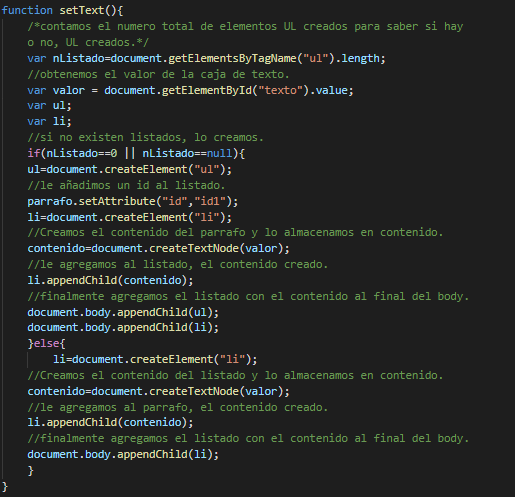 function setText(){
/*contamos el numero total de elementos UL creados para saber si hay
o no, UL creados.*/
var nListado=document.getElementsByTagName("ul").length;
//obtenemos el valor de la caja de texto.
var valor = document.getElementById("texto").value;
var ul;
var li;
//si no existen listados, lo creamos.
if(nListado==0 || nListado==null){
ul=document.createElement("ul");
//le añadimos un id al listado.
parrafo.setAttribute("id","id1");
li=document.createElement("li");
//Creamos el contenido del parrafo y lo almacenamos en contenido.
contenido=document.createTextNode(valor);
//le agregamos al listado, el contenido creado.
li.appendChild(contenido);
//finalmente agregamos el listado con el contenido al final del body.
document.body.appendChild(ul);
document.body.appendChild(li);
}else{
li=document.createElement("li");
//Creamos el contenido del listado y lo almacenamos en contenido.
contenido=document.createTextNode(valor);
//le agregamos al parrafo, el contenido creado.
li.appendChild(contenido);
//finalmente agregamos el listado con el contenido al final del body.
document.body.appendChild(li);
}
}